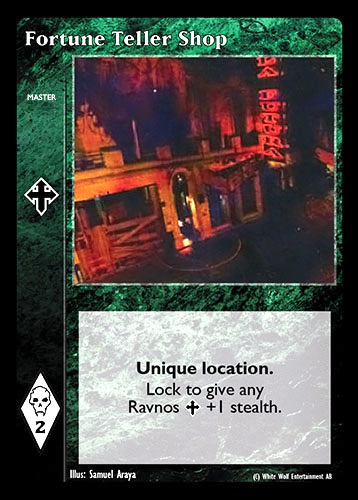 Fortune Teller Shop
MASTER
Unique location.
Lock to give any
Ravnos +1 stealth.
2
Illus: Samuel Araya
(C) White Wolf Entertainment AB